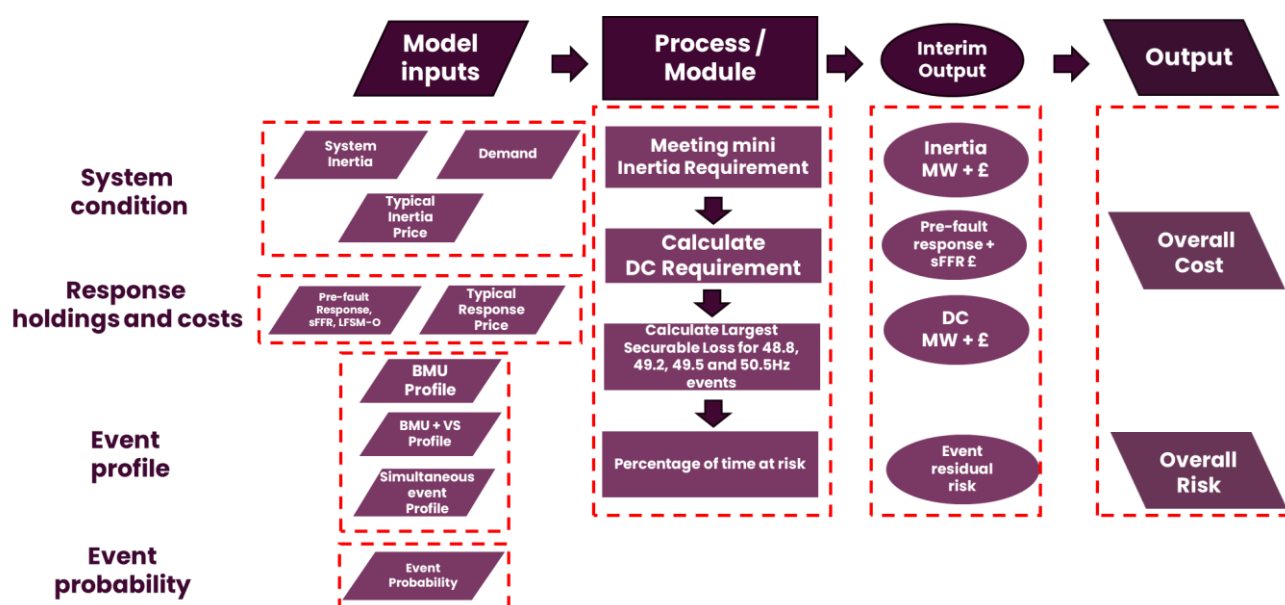 Model
inputs
Process /
Module
Interim
Output
Output
System
condition
System
Inertia
Demand
Typical
Inertia
Price
Meeting mini
Inertia Requirement
Inertia
MW + £
Calculate
DC Requirement
Pre-fault
response +
sFFR £
Overall
Cost
Response
holdings and costs
Pre-fault
Response,
sFFR, LFSM-O
Typical
Response
Price
Calculate Largest
Securable Loss for 48.8,
49.2, 49.5 and 50.5Hz
events
DC
MW + £
Event
profile
BMU
Profile
BMU + VS
Profile
Simultaneous
event
Profile
Percentage of time at risk
Event
residual
risk
Overall
Risk
Event
probability
Event
Probability